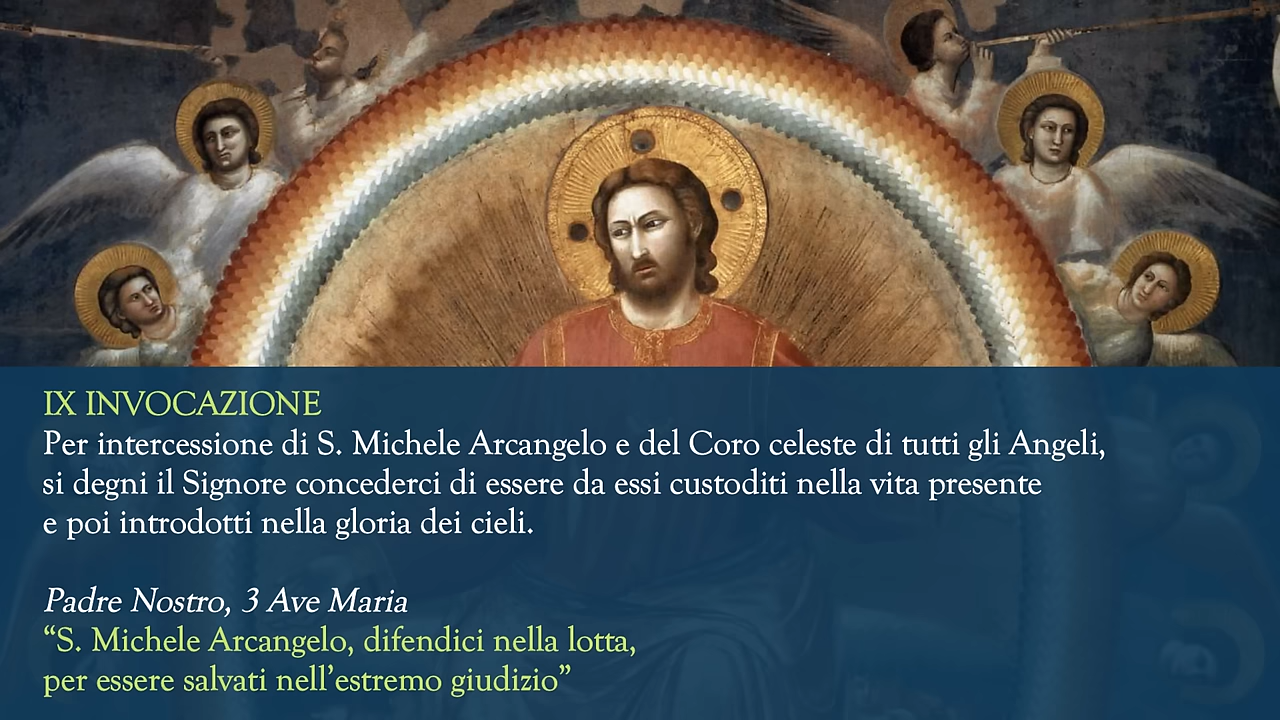 IX INVOCAZIONE
Per intercessione di S. Michele Arcangelo e del Coro celeste di tutti gli Angeli,
si degni il Signore concederci di essere da essi custoditi nella vita presente
e poi introdotti nella gloria dei cieli.
Padre Nostro, 3 Ave Maria
“S. Michele Arcangelo, difendici nella lotta,
per essere salvati nell’estremo giudizio”